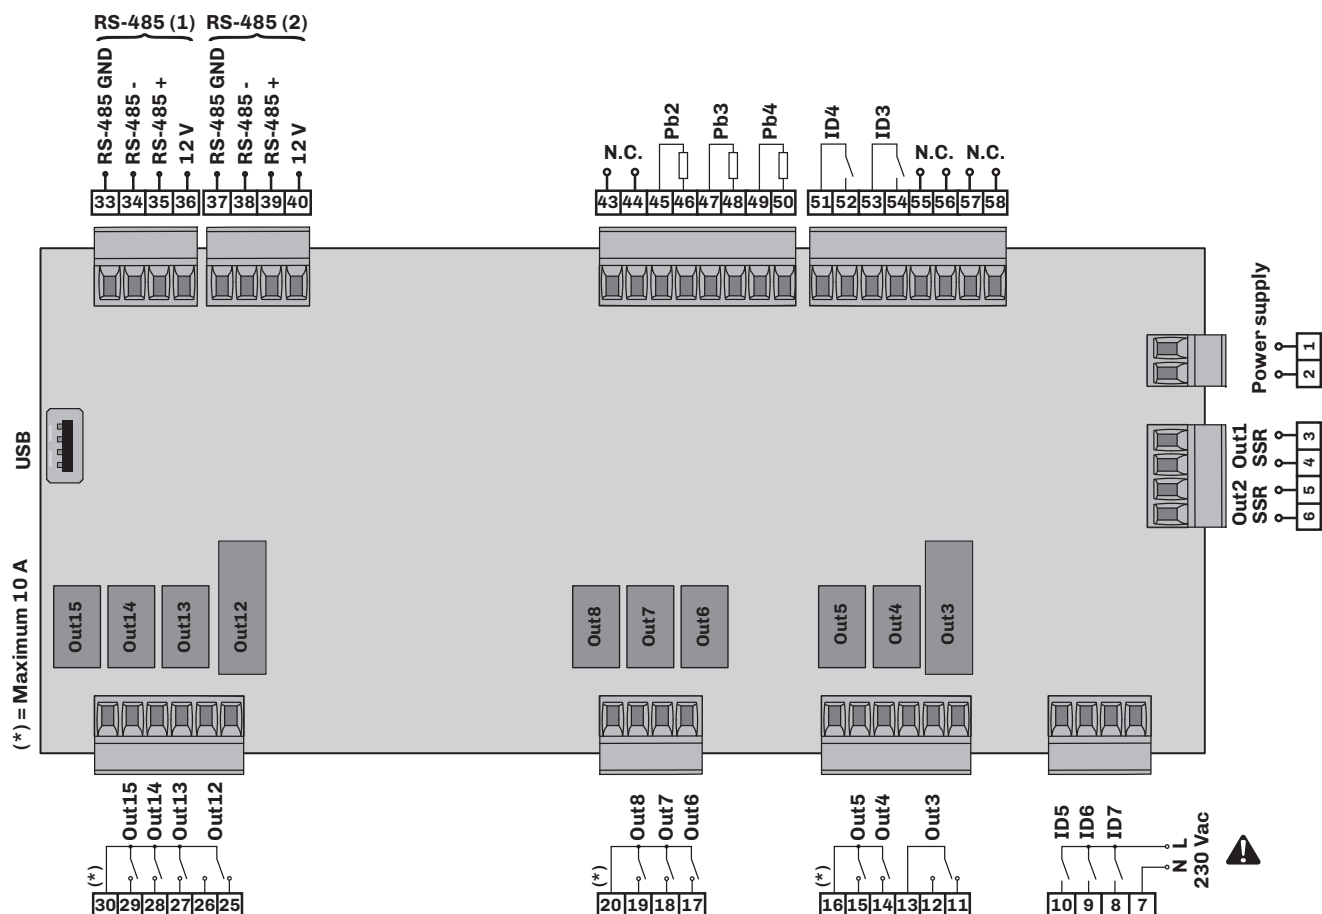 RS-485 (1) RS-485 (2)
RS-485 GND
RS-485 -
RS-485 +
12 V
RS-485 GND
RS-485 -
RS-485 +
12 V
N.C.
Pb2
Pb3
Pb4
ID4
ID3
N.C.
N.C.
33 34 35 36 37 38 39 40
43 44 45 46 47 48 49 50
51 52 53 54 55 56 57 58
Power supply
1
2
Out1
SSR
3
4
Out2
SSR
5
6
USB
(*) = Maximum 10 A
Out15
Out14
Out13
Out12
Out8
Out7
Out6
Out5
Out4
Out3
(*)
Out15
Out14
Out13
Out12
30 29 28 27 26 25
(*)
Out8
Out7
Out6
20 19 18 17
(*)
Out5
Out4
Out3
16 15 14 13 12 11
ID5
ID6
ID7
N L
230 Vac
10 9 8 7